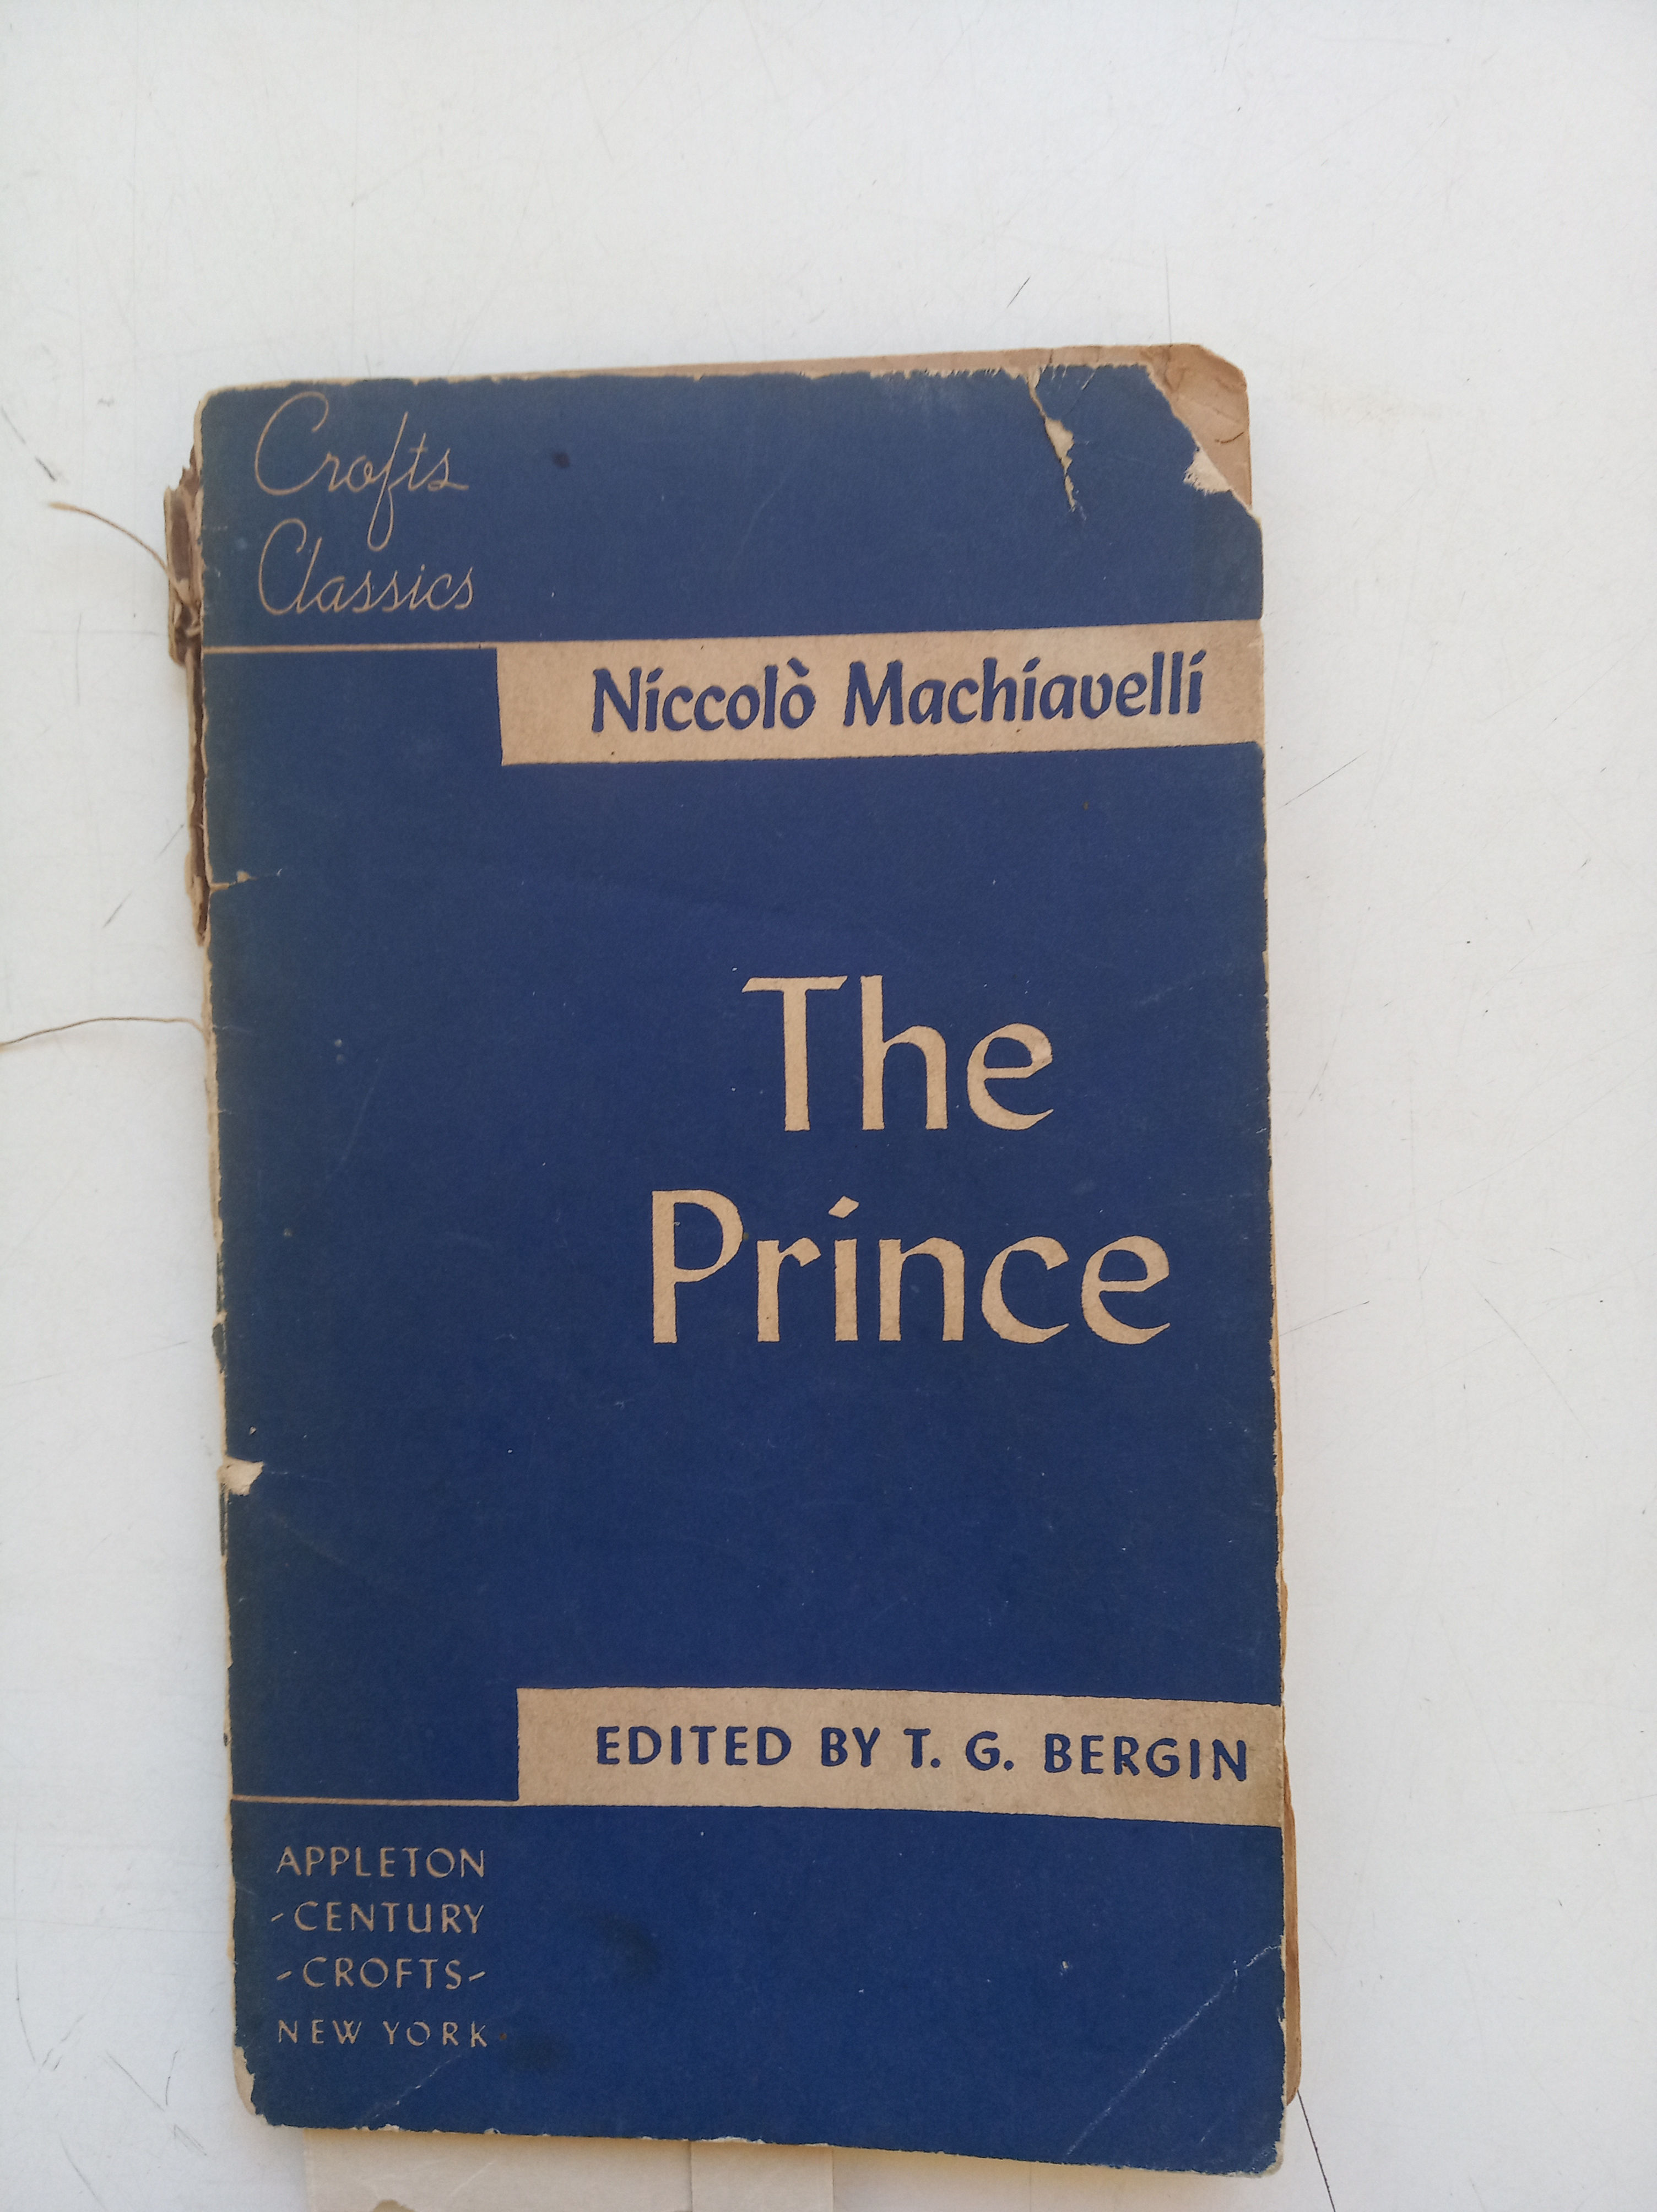 Crofts
Classics
Niccolò Machiavelli
The
Prince
EDITED BY T. G. BERGIN
APPLETON
-CENTURY
-CROFTS-
NEW YORK